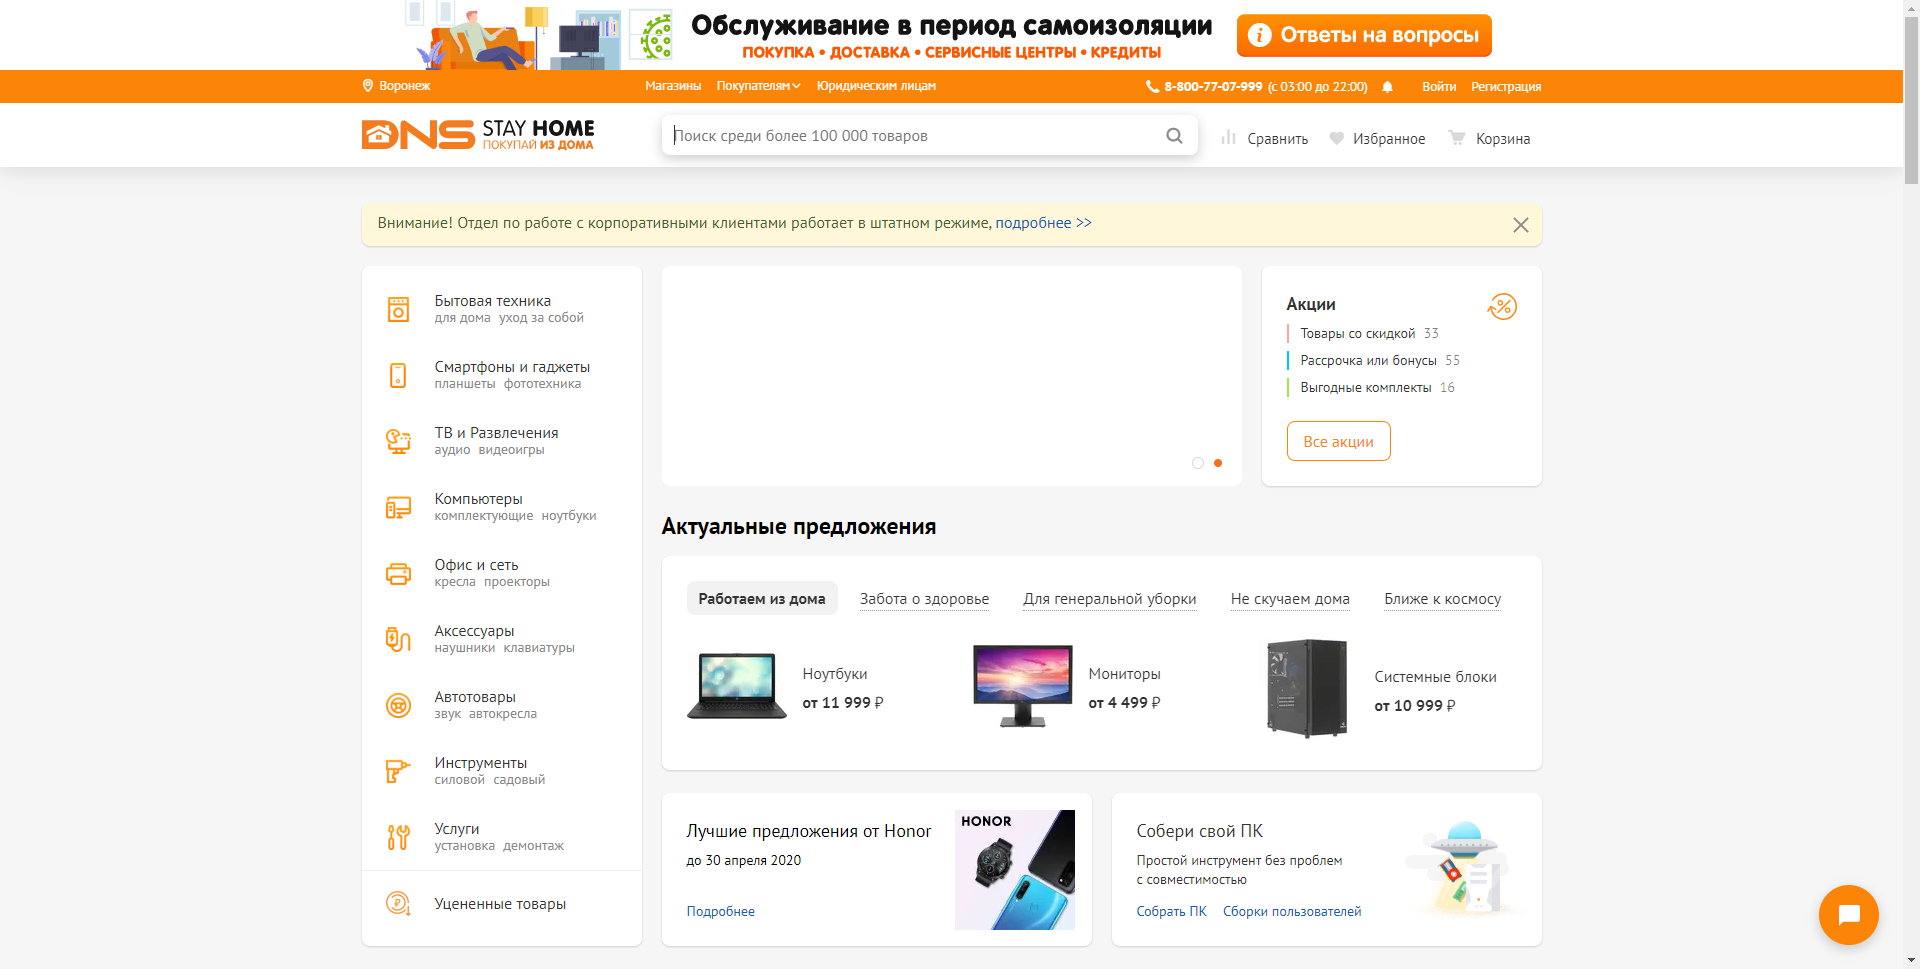 Обслуживание в период самоизоляции
ПОКУПКА • ДОСТАВКА • СЕРВИСНЫЕ ЦЕНТРЫ • КРЕДИТЫ
i Ответы на вопросы
Воронеж
Магазины Покупателям Юридическим лицам
8-800-77-07-999 (с 03:00 до 22:00)
Войти Регистрация
DNS STAY HOME
ПОКУПАЙ ИЗ ДОМА
Поиск среди более 100 000 товаров
Сравнить Избранное Корзина
Внимание! Отдел по работе с корпоративными клиентами работает в штатном режиме, подробнее >>
Бытовая техника
для дома уход за собой
Смартфоны и гаджеты
планшеты фототехника
ТВ и Развлечения
аудио видеоигры
Компьютеры
комплектующие ноутбуки
Офис и сеть
кресла проекторы
Аксессуары
наушники клавиатуры
Автотовары
звук автокресла
Инструменты
силовой садовый
Услуги
установка демонтаж
Уцененные товары
Акции
Товары со скидкой 33
Рассрочка или бонусы 55
Выгодные комплекты 16
Все акции
Актуальные предложения
Работаем из дома Забота о здоровье Для генеральной уборки Не скучаем дома Ближе к космосу
Ноутбуки
от 11 999 ₽
Мониторы
от 4 499 ₽
Системные блоки
от 10 999 ₽
Лучшие предложения от Honor
до 30 апреля 2020
Подробнее
HONOR
Собери свой ПК
Простой инструмент без проблем
с совместимостью
Собрать ПК Сборки пользователей